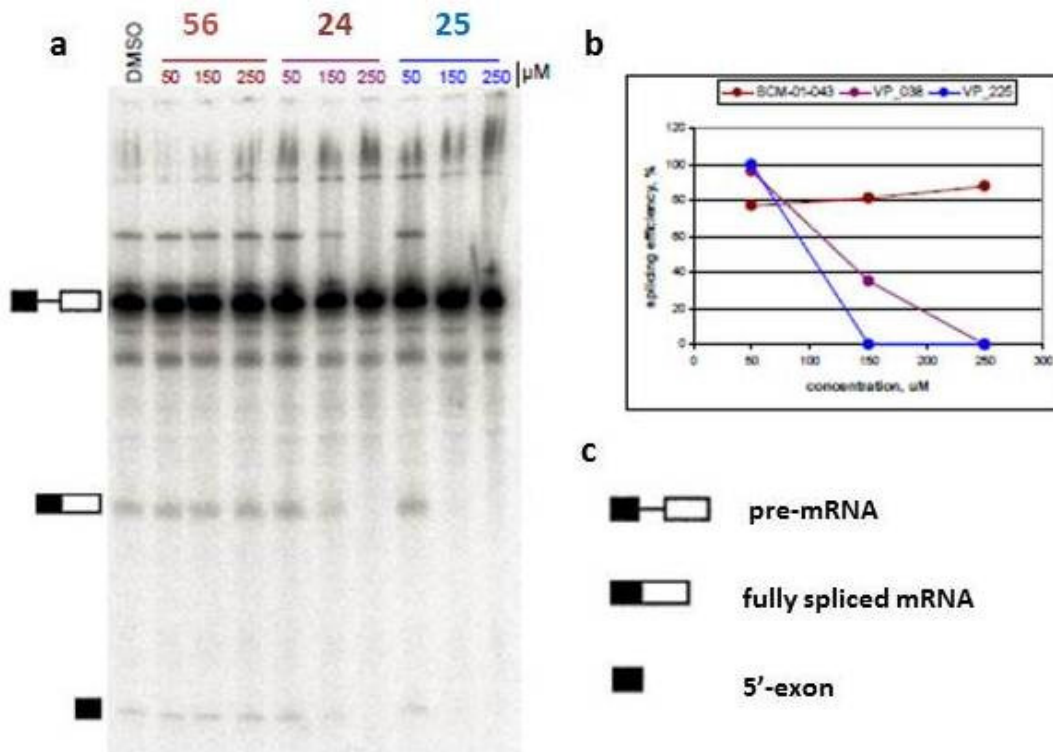 a
DMSO
56 24 25
50 150 250 50 150 250 50 150 250 |µM
b
BCM-01-043 VP_038 VP_225
spliding efficiency, %
120
100
80
60
40
20
0
0 50 100 150 200 250 300
concentration, uM
c
pre-mRNA
fully spliced mRNA
5’-exon